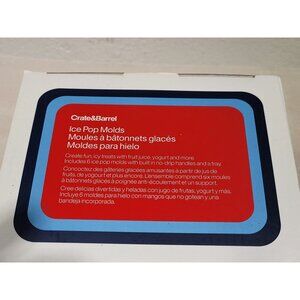 Crate&Barrel
Ice Pop Molds
Moules à bâtonnets glacés
Moldes para hielo
Create fun, icy treats with fruit juice, yogurt and more.
Includes 6 ice pop molds with built in no-drip handles and a tray.
Concoctez des gâteries glacées amusantes à partir de jus de
fruits, de yogourt et plus encore. L'ensemble comprend six moules
à bâtonnets glacés à poignée anti-écoulement et un support.
Cree delicias divertidas y heladas con jugo de frutas, yogurt y más.
Incluye 6 moldes para hielo con mangos que no gotean y una
bandeja incorporada.